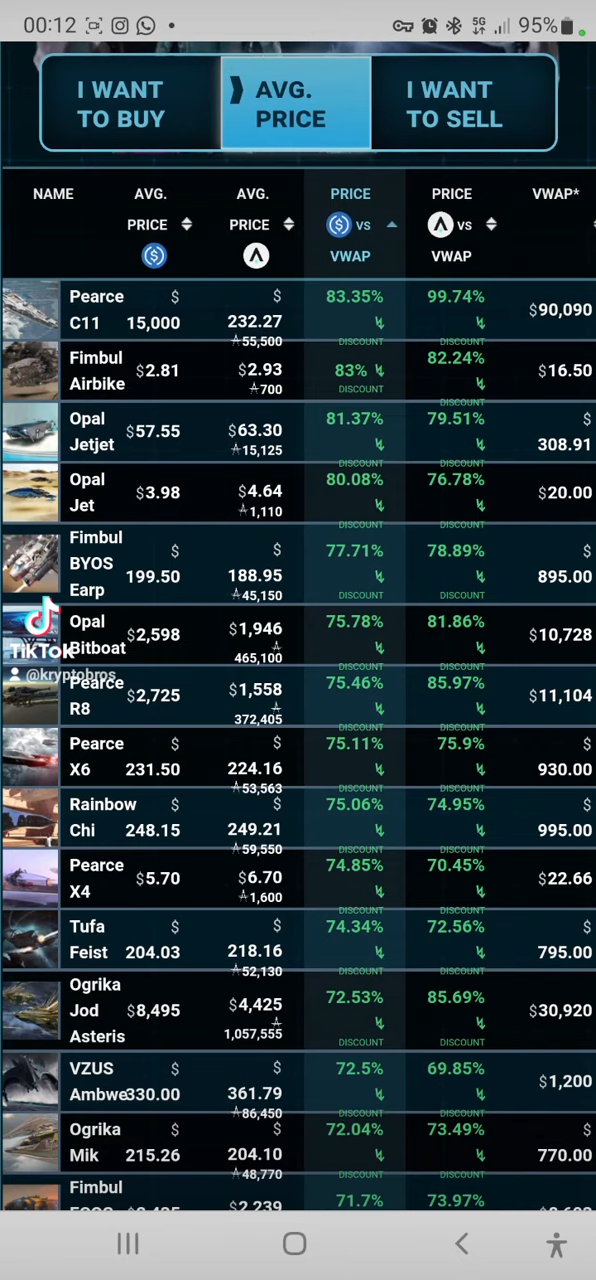 00:12
5G
95%
I WANT
TO BUY
AVG.
PRICE
I WANT
TO SELL
NAME
AVG.
PRICE
AVG.
PRICE
PRICE
VS
VWAP
PRICE
VS
VWAP
VWAP*
Pearce
C11
$
15,000
$
232.27
55,500
83.35%
DISCOUNT
99.74%
DISCOUNT
$90,090
Fimbul
Airbike
$2.81
$2.93
700
83%
DISCOUNT
82.24%
DISCOUNT
$16.50
Opal
Jetjet
$57.55
$63.30
15,125
81.37%
DISCOUNT
79.51%
DISCOUNT
$
308.91
Opal
Jet
$3.98
$4.64
1,110
80.08%
DISCOUNT
76.78%
DISCOUNT
$20.00
Fimbul
BYOS
Earp
$
199.50
$
188.95
45,150
77.71%
DISCOUNT
78.89%
DISCOUNT
$
895.00
Opal
Bitboat
$2,598
$1,946
465,100
75.78%
DISCOUNT
81.86%
DISCOUNT
$10,728
TikTok
@kryptobros
Pearce
R8
$2,725
$1,558
372,405
75.46%
DISCOUNT
85.97%
DISCOUNT
$11,104
Pearce
X6
$
231.50
$
224.16
53,563
75.11%
DISCOUNT
75.9%
DISCOUNT
$
930.00
Rainbow
Chi
$
248.15
$
249.21
59,550
75.06%
DISCOUNT
74.95%
DISCOUNT
$
995.00
Pearce
X4
$5.70
$6.70
1,600
74.85%
DISCOUNT
70.45%
DISCOUNT
$22.66
Tufa
Feist
$
204.03
$
218.16
52,130
74.34%
DISCOUNT
72.56%
DISCOUNT
$
795.00
Ogrika
Jod
Asteris
$8,495
$4,425
1,057,555
72.53%
DISCOUNT
85.69%
DISCOUNT
$30,920
VZUS
Ambwe
$
330.00
$
361.79
86,450
72.5%
DISCOUNT
69.85%
DISCOUNT
$1,200
Ogrika
Mik
$
215.26
$
204.10
48,770
72.04%
DISCOUNT
73.49%
DISCOUNT
$
770.00
Fimbul
$2,239
71.7%
73.97%